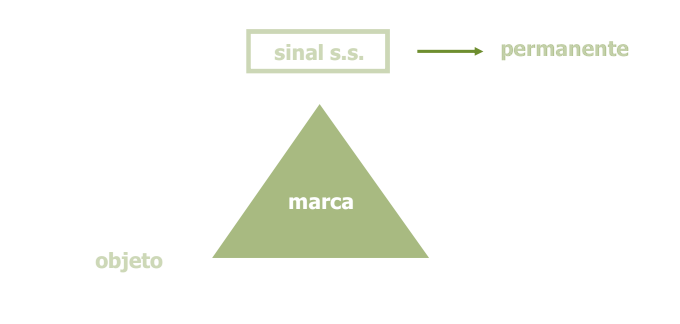 sinal s.s.
permanente
marca
objeto